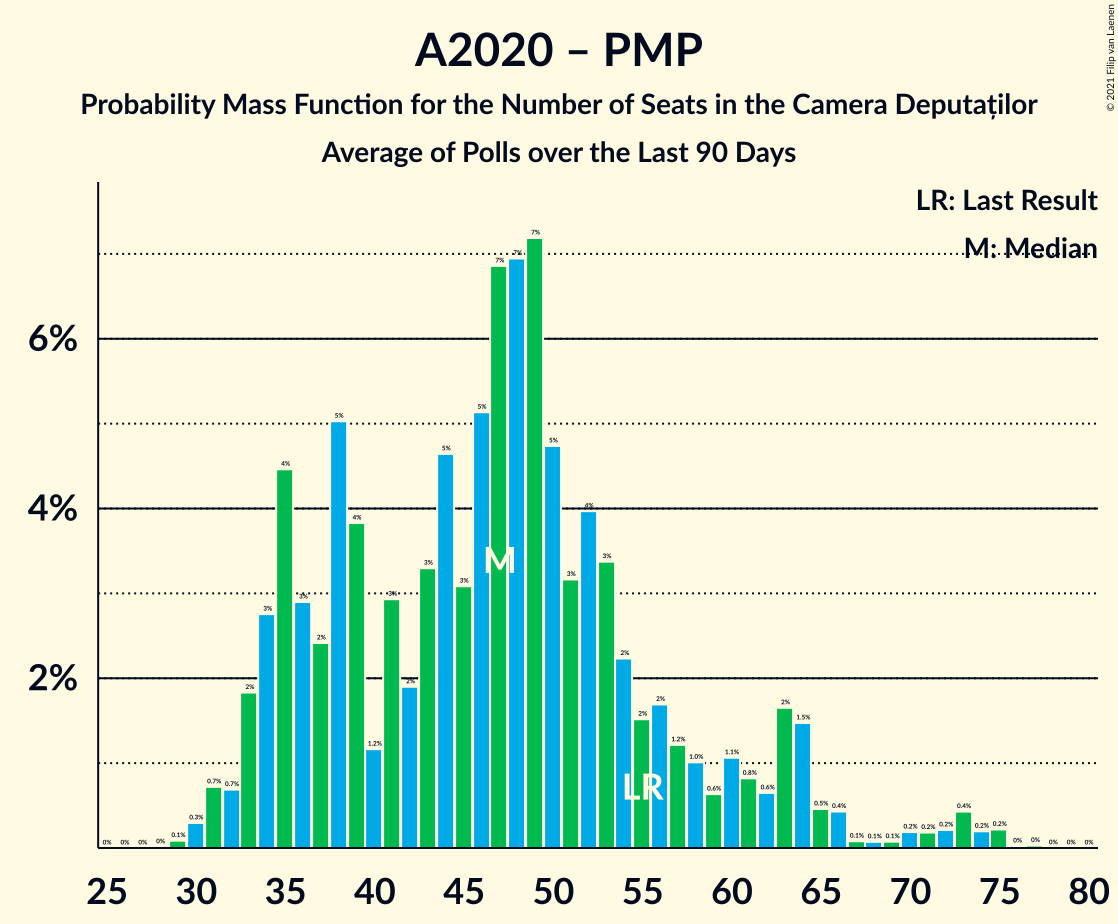 A2020 – PMP
Probability Mass Function for the Number of Seats in the Camera Deputaților
Average of Polls over the Last 90 Days
© 2021 Filip van Laenen
LR: Last Result
M: Median
6%
4%
2%
0% 0% 0% 0% 0.1% 0.3% 0.7% 0.7% 2% 3% 4% 3% 2% 5% 4% 1.2% 3% 2% 3% 5% 3% 5% 7% 7% 7% 5% 3% 4% 3% 2% 2% 2% 1.2% 1.0% 0.6% 1.1% 0.8% 0.6% 2% 1.5% 0.5% 0.4% 0.1% 0.1% 0.1% 0.2% 0.2% 0.2% 0.4% 0.2% 0.2% 0% 0% 0% 0% 0%
M
LR
25 30 35 40 45 50 55 60 65 70 75 80